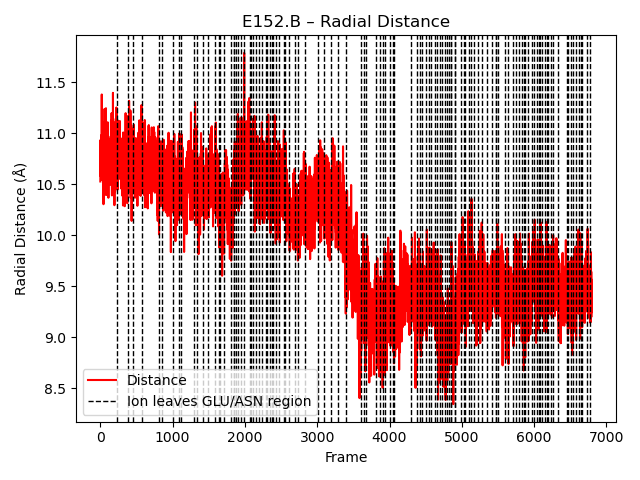 E152.B – Radial Distance
Radial Distance (Å)
11.5
11.0
10.5
10.0
9.5
9.0
8.5
Distance
Ion leaves GLU/ASN region
0 1000 2000 3000 4000 5000 6000 7000
Frame